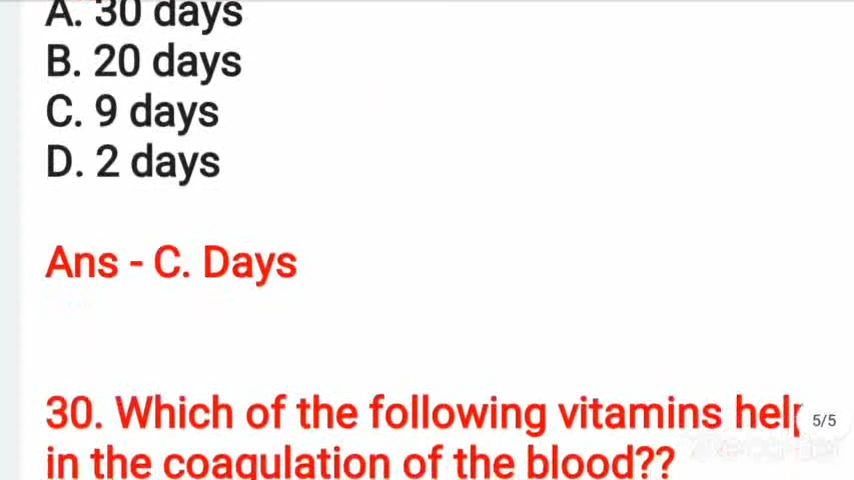 A. 30 days
B. 20 days
C. 9 days
D. 2 days
Ans - C. Days
30. Which of the following vitamins help
5/5
in the coagulation of the blood??